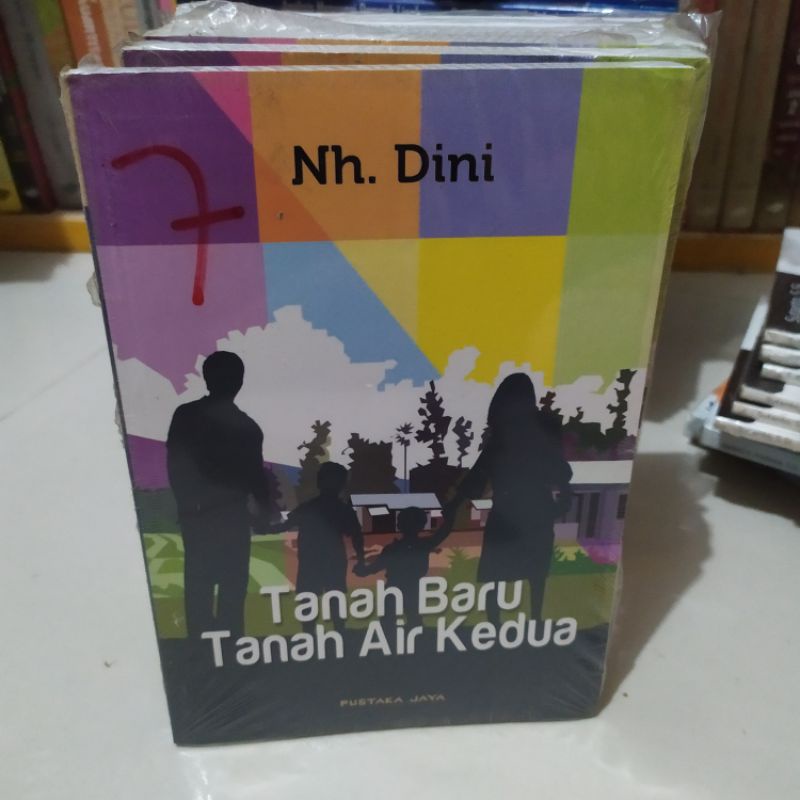 Nh. Dini
7
Tanah Baru
Tanah Air Kedua
PUSTAKA JAYA